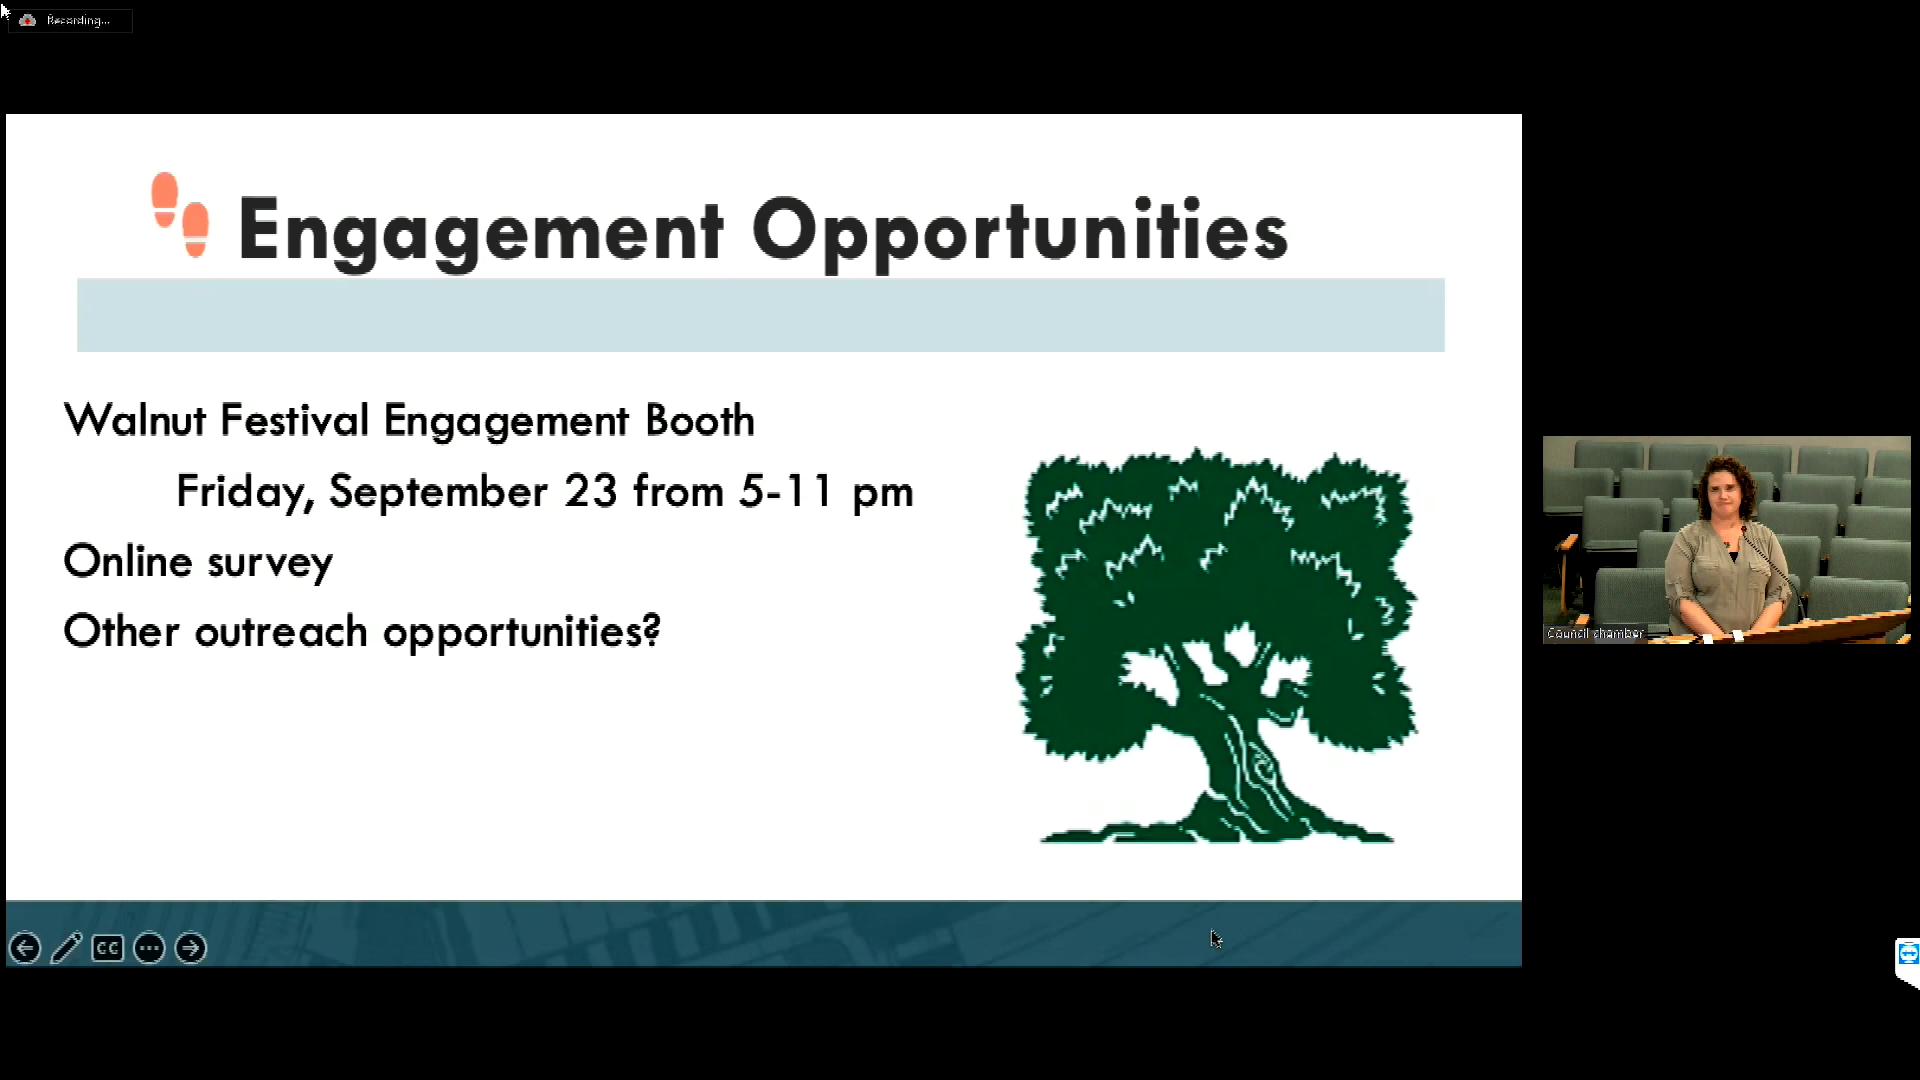 Recording...
Engagement Opportunities
Walnut Festival Engagement Booth
Friday, September 23 from 5-11 pm
Online survey
Other outreach opportunities?
Council chamber
CC